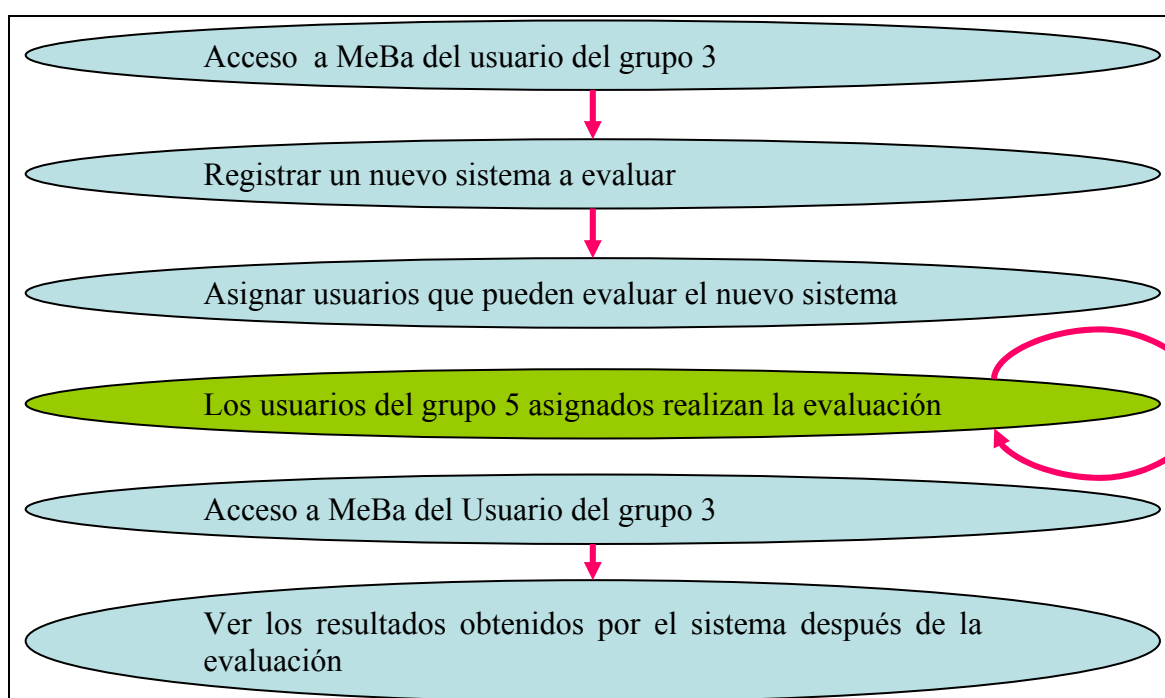 Acceso a MeBa del usuario del grupo 3
Registrar un nuevo sistema a evaluar
Asignar usuarios que pueden evaluar el nuevo sistema
Los usuarios del grupo 5 asignados realizan la evaluación
Acceso a MeBa del Usuario del grupo 3
Ver los resultados obtenidos por el sistema después de la
evaluación